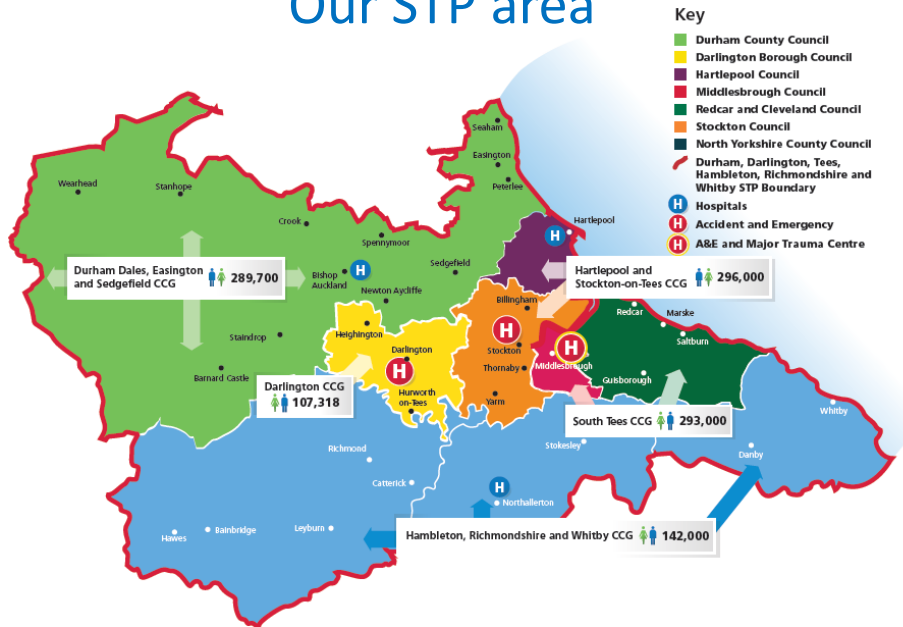 Our STP area
Key
Durham County Council
Darlington Borough Council
Hartlepool Council
Middlesbrough Council
Redcar and Cleveland Council
Stockton Council
North Yorkshire County Council
Durham, Darlington, Tees,
Hambleton, Richmondshire and
Whitby STP Boundary
H Hospitals
H Accident and Emergency
H A&E and Major Trauma Centre
Seaham
Easington
Peterlee
Wearhead
Stanhope
Crook
Spennymoor
Hartlepool
H
Sedgefield
Bishop
Auckland
H
Newton Aycliffe
Durham Dales, Easington
and Sedgefield CCG
289,700
Hartlepool and
Stockton-on-Tees CCG
296,000
Billingham
Redcar
Marske
Saltburn
Staindrop
Heighington
H
Stockton
H
Middlesbrough
Darlington
H
Barnard Castle
Thornaby
Guisborough
Hurworth
on-Tees
Yarm
Darlington CCG
107,318
South Tees CCG
293,000
Whitby
Stokesley
Danby
Richmond
Catterick
H
Northallerton
Hawes
Bainbridge
Leyburn
Hambleton, Richmondshire and Whitby CCG
142,000